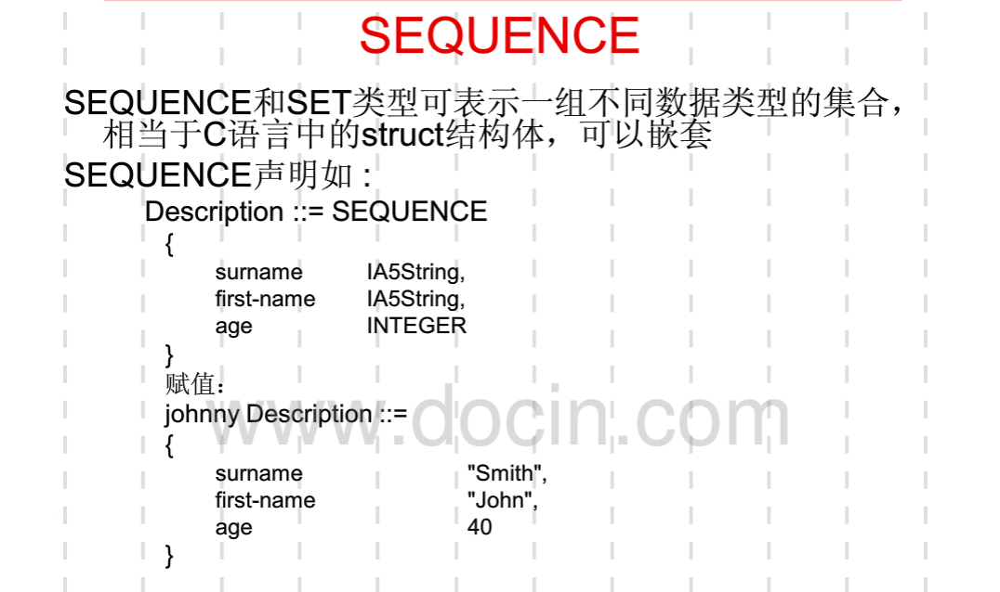 SEQUENCE
SEQUENCE和SET类型可表示一组不同数据类型的集合，
相当于C语言中的struct结构体，可以嵌套
SEQUENCE声明如 :
Description ::= SEQUENCE
{
surname IA5String,
first-name IA5String,
age INTEGER
}
赋值：
johnny Description ::=
www.docin.com
{
surname "Smith",
first-name "John",
age 40
}